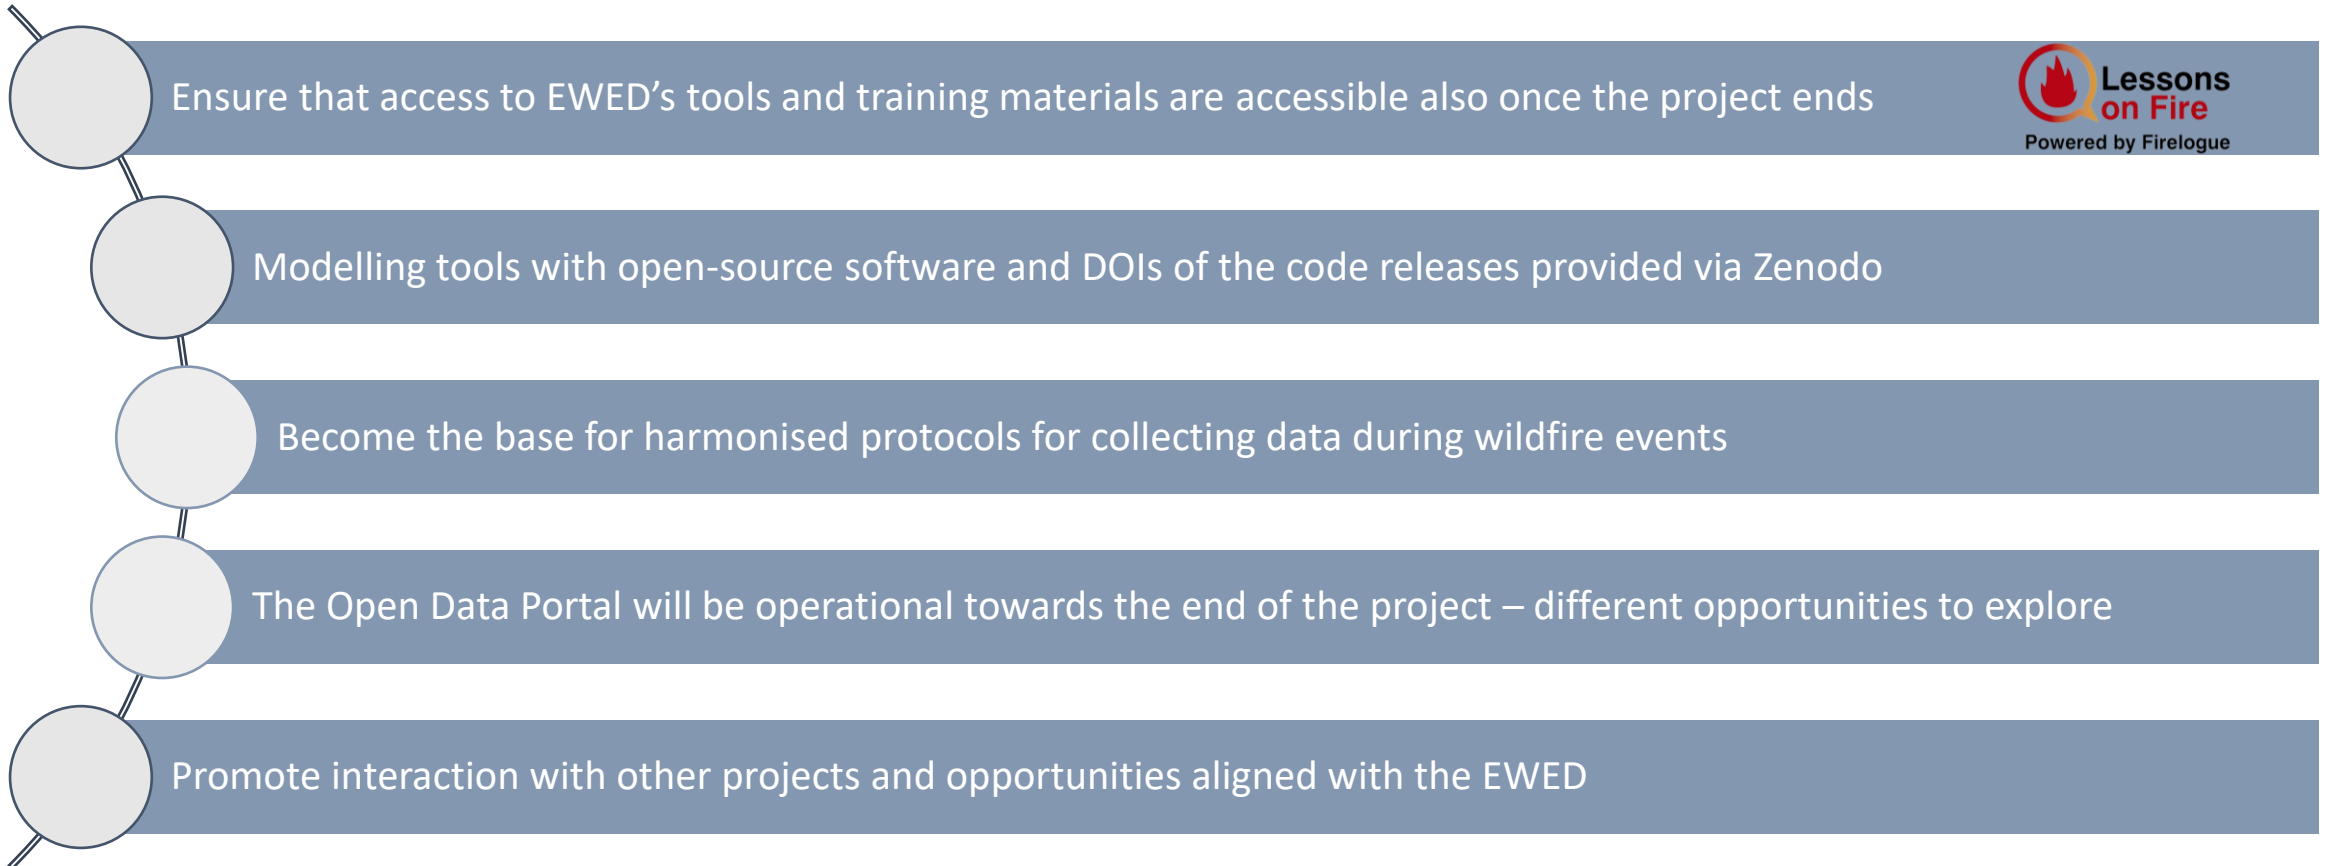 Ensure that access to EWED’s tools and training materials are accessible also once the project ends
Lessons
on Fire
Powered by Firelogue
Modelling tools with open-source software and DOIs of the code releases provided via Zenodo
Become the base for harmonised protocols for collecting data during wildfire events
The Open Data Portal will be operational towards the end of the project – different opportunities to explore
Promote interaction with other projects and opportunities aligned with the EWED